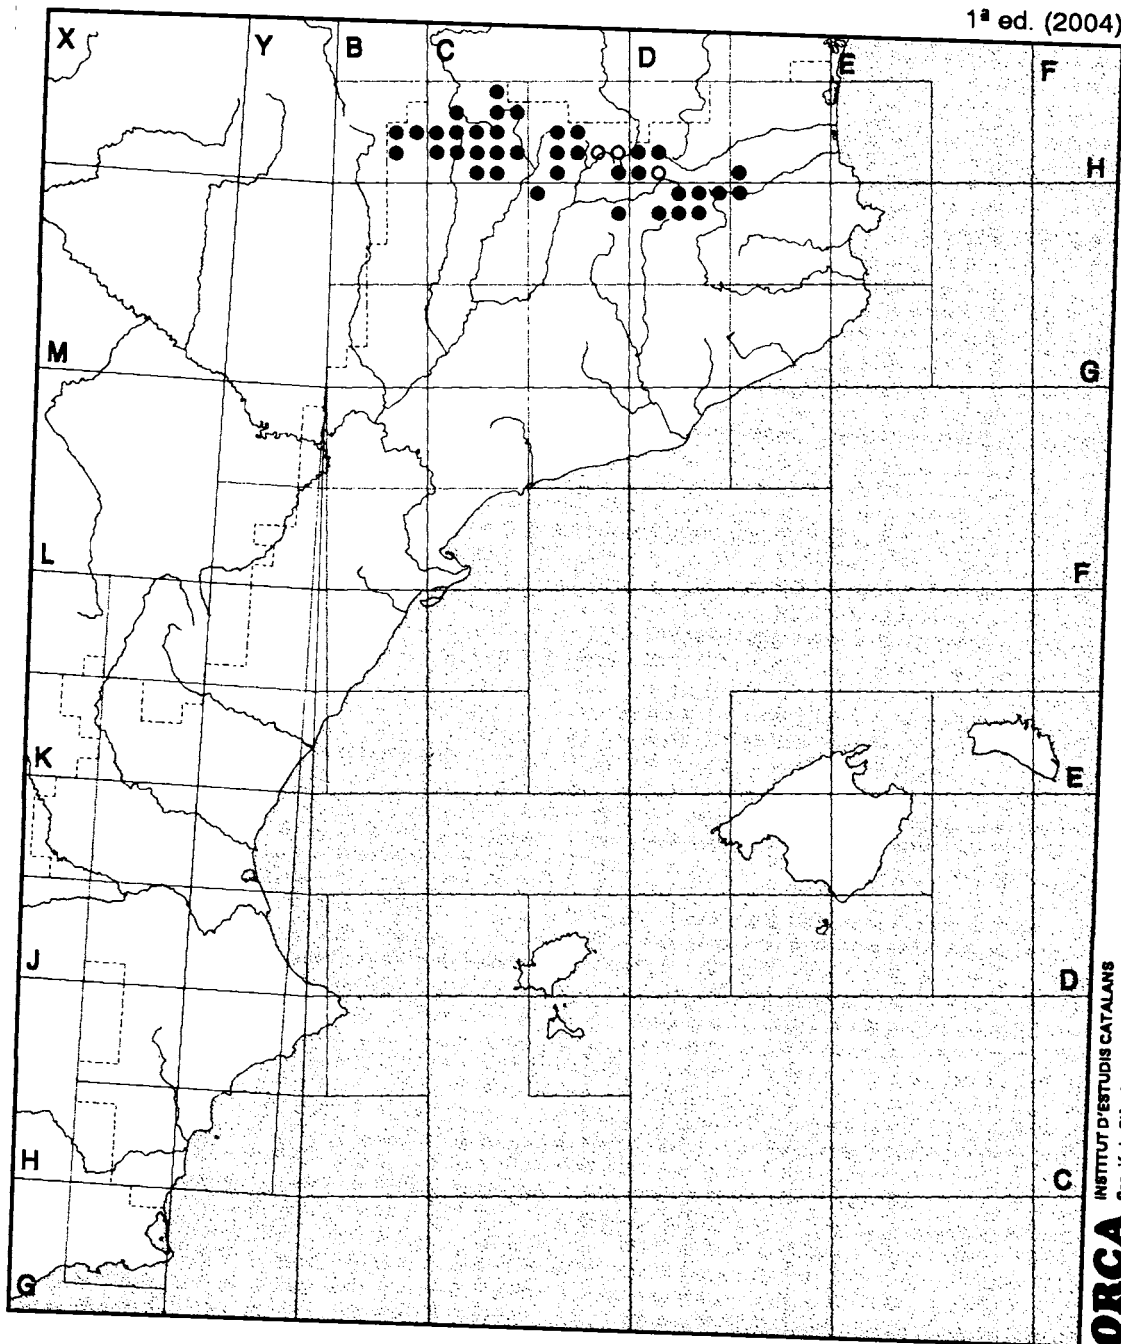 1ª ed. (2004)
X Y B C D E F
H
M G
L F
K E
J D
H C
G
ORCA INSTITUT D'ESTUDIS CATALANS